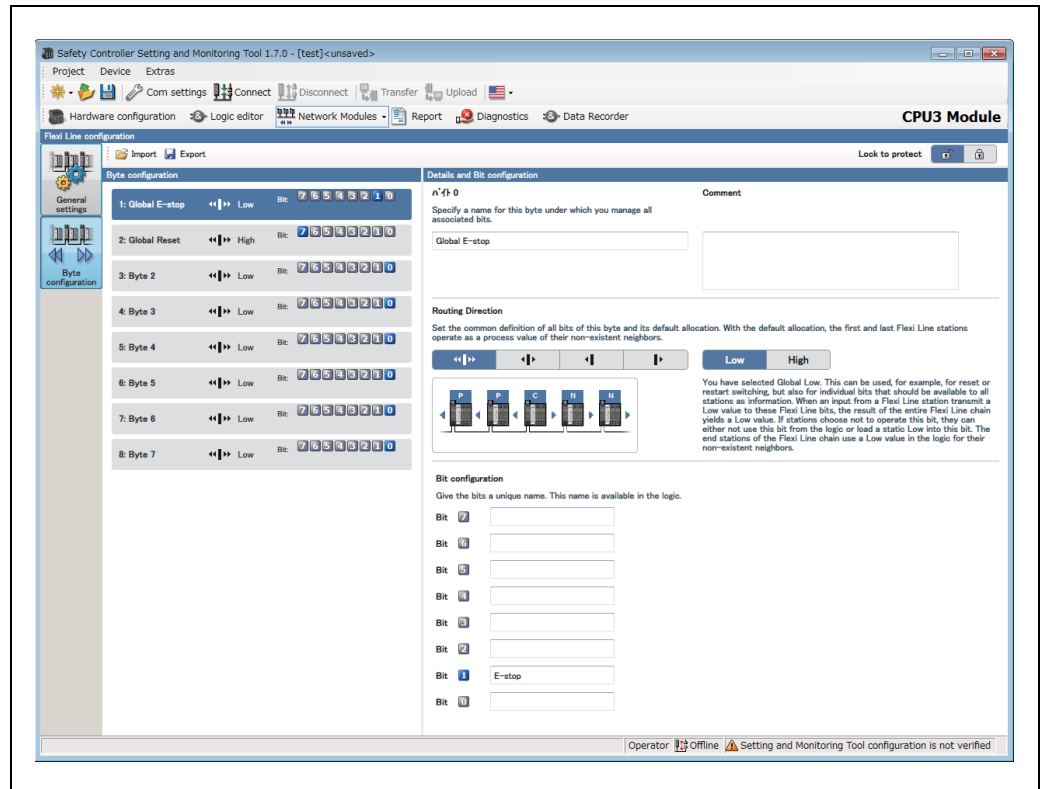 Safety Controller Setting and Monitoring Tool 1.7.0 - [test]<unsaved>
Project Device Extras
Com settings Connect Disconnect Transfer Upload
Hardware configuration Logic editor Network Modules Report Diagnostics Data Recorder CPU3 Module
Flexi Line configuration
Import Export Lock to protect
General settings
Byte configuration
Byte configuration
1: Global E-stop Low Bit: 7 6 5 4 3 2 1 0
2: Global Reset High Bit: 7 6 5 4 3 2 1 0
3: Byte 2 Low Bit: 7 6 5 4 3 2 1 0
4: Byte 3 Low Bit: 7 6 5 4 3 2 1 0
5: Byte 4 Low Bit: 7 6 5 4 3 2 1 0
6: Byte 5 Low Bit: 7 6 5 4 3 2 1 0
7: Byte 6 Low Bit: 7 6 5 4 3 2 1 0
8: Byte 7 Low Bit: 7 6 5 4 3 2 1 0
Details and Bit configuration
ﾊﾞｲﾄ 0
Specify a name for this byte under which you manage all
associated bits.
Global E-stop
Comment
Routing Direction
Set the common definition of all bits of this byte and its default allocation. With the default allocation, the first and last Flexi Line stations
operate as a process value of their non-existent neighbors.
Low High
P P C N N
You have selected Global Low. This can be used, for example, for reset or
restart switching, but also for individual bits that should be available to all
stations as information. When an input from a Flexi Line station transmit a
Low value to these Flexi Line bits, the result of the entire Flexi Line chain
yields a Low value. If stations choose not to operate this bit, they can
either not use this bit from the logic or load a static Low into this bit. The
end stations of the Flexi Line chain use a Low value in the logic for their
non-existent neighbors.
Bit configuration
Give the bits a unique name. This name is available in the logic.
Bit 7
Bit 6
Bit 5
Bit 4
Bit 3
Bit 2
Bit 1 E-stop
Bit 0
Operator Offline Setting and Monitoring Tool configuration is not verified